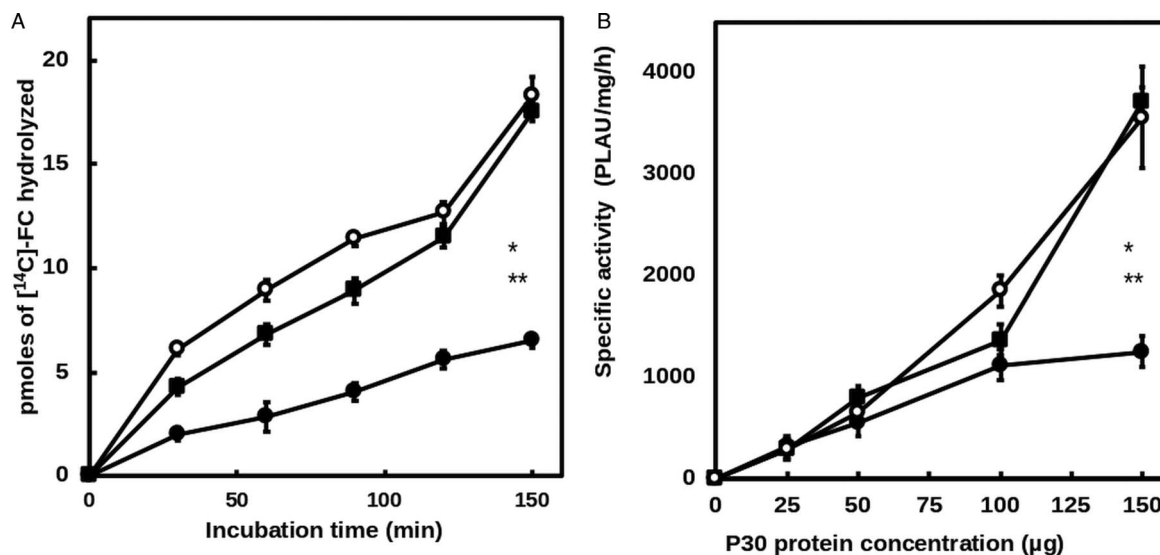 A
pmoles of [¹⁴C]-FC hydrolyzed
20
15
10
5
0
*
**
0 50 100 150
Incubation time (min)
B
Specific activity (PLAU/mg/h)
4000
3000
2000
1000
0
*
**
0 25 50 75 100 125 150
P30 protein concentration (µg)